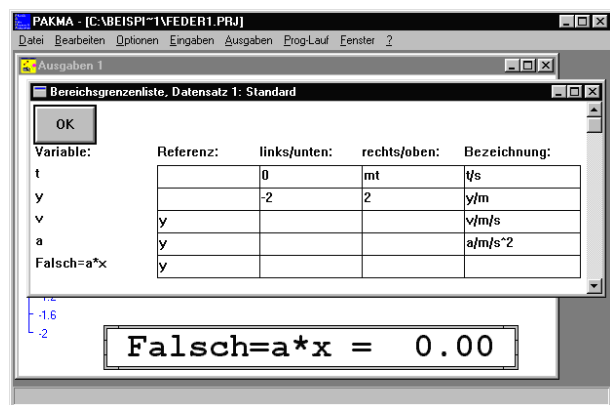 PAKMA - [C:\BEISPI~1\FEDER1.PRJ]
Datei Bearbeiten Optionen Eingaben Ausgaben Prog-Lauf Fenster ?
Ausgaben 1
Bereichsgrenzenliste, Datensatz 1: Standard
OK
Variable: Referenz: links/unten: rechts/oben: Bezeichnung:
t 0 mt t/s
y -2 2 y/m
v y v/m/s
a y a/m/s^2
Falsch=a*x y
-1.2
-1.6
-2
Falsch=a*x = 0.00